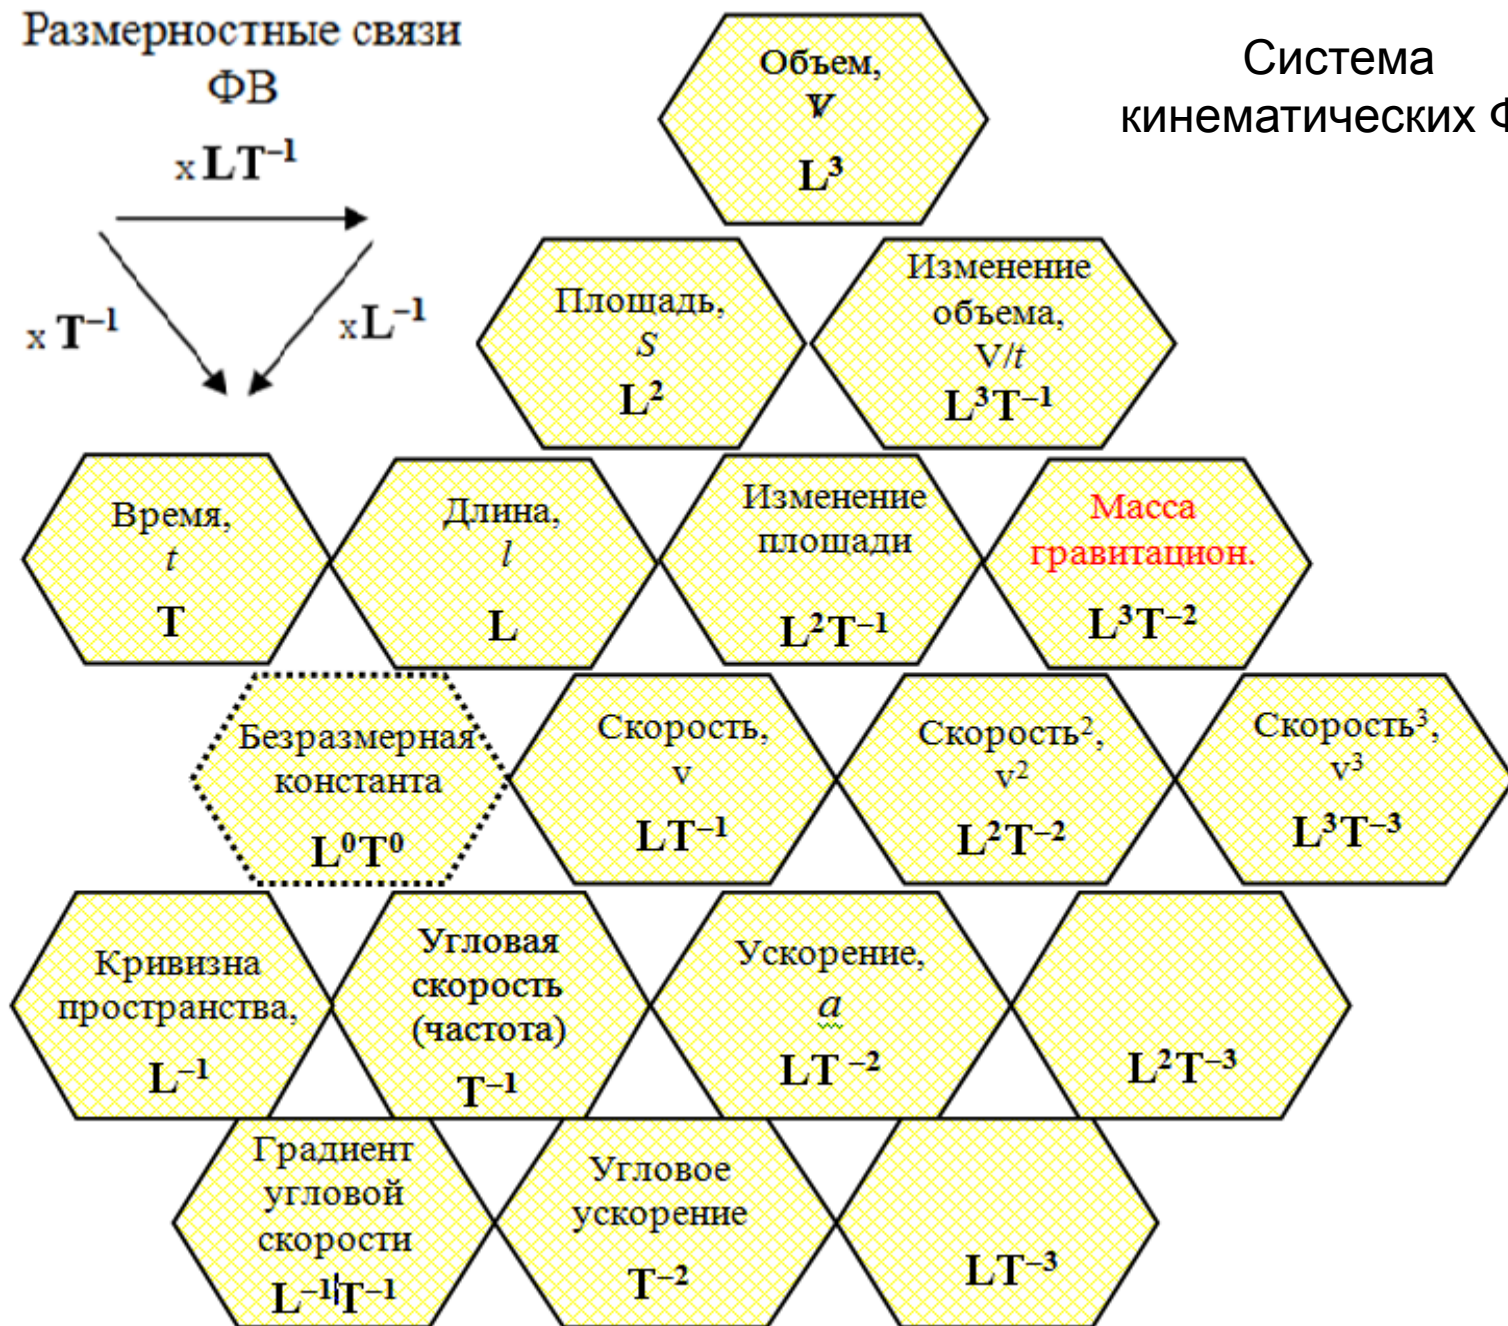 Размерностные связи
ФВ
x LT⁻¹
x T⁻¹
x L⁻¹
Система
кинематических Ф
Объем,
V
L³
Площадь,
S
L²
Изменение
объема,
V/t
L³T⁻¹
Время,
t
T
Длина,
l
L
Изменение
площади
L²T⁻¹
Масса
гравитацион.
L³T⁻²
Безразмерная
константа
L⁰T⁰
Скорость,
v
LT⁻¹
Скорость²,
v²
L²T⁻²
Скорость³,
v³
L³T⁻³
Кривизна
пространства,
L⁻¹
Угловая
скорость
(частота)
T⁻¹
Ускорение,
a
LT⁻²
L²T⁻³
Градиент
угловой
скорости
L⁻¹T⁻¹
Угловое
ускорение
T⁻²
LT⁻³